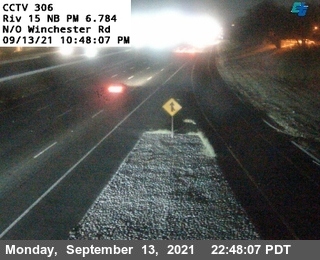 CCTV 306
Riv 15 NB PM 6.784
N/O Winchester Rd
09/13/21 10:48:07 PM
Monday, September 13, 2021 22:48:07 PDT